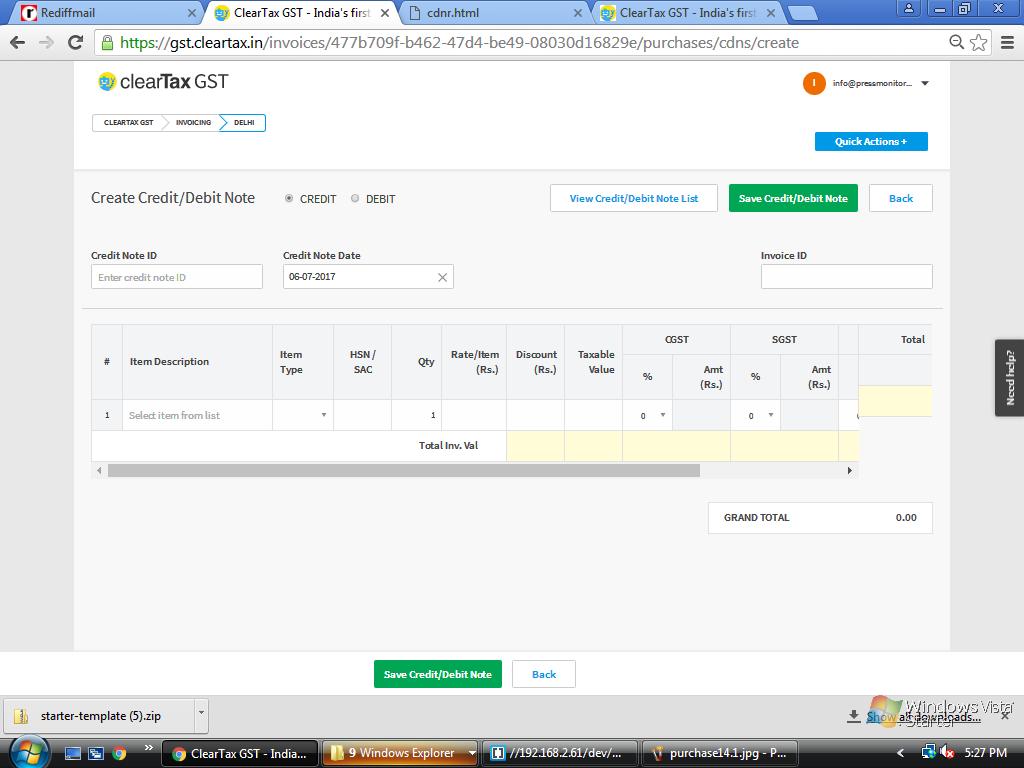 Rediffmail
ClearTax GST - India's first
cdnr.html
ClearTax GST - India's first
https://gst.cleartax.in/invoices/477b709f-b462-47d4-be49-08030d16829e/purchases/cdns/create
clearTax GST
I info@pressmonitor...
CLEARTAX GST INVOICING DELHI
Quick Actions +
Create Credit/Debit Note CREDIT DEBIT View Credit/Debit Note List Save Credit/Debit Note Back
Credit Note ID Credit Note Date Invoice ID
Enter credit note ID 06-07-2017
# Item Description Item Type HSN / SAC Qty Rate/Item (Rs.) Discount (Rs.) Taxable Value CGST SGST Total
% Amt (Rs.) % Amt (Rs.)
1 Select item from list 1 0 0
Total Inv. Val
Need help?
GRAND TOTAL 0.00
Save Credit/Debit Note Back
starter-template (5).zip
Show all downloads...
Windows Vista
Starter
ClearTax GST - India...
9 Windows Explorer
//192.168.2.61/dev/...
purchase14.1.jpg - P...
5:27 PM